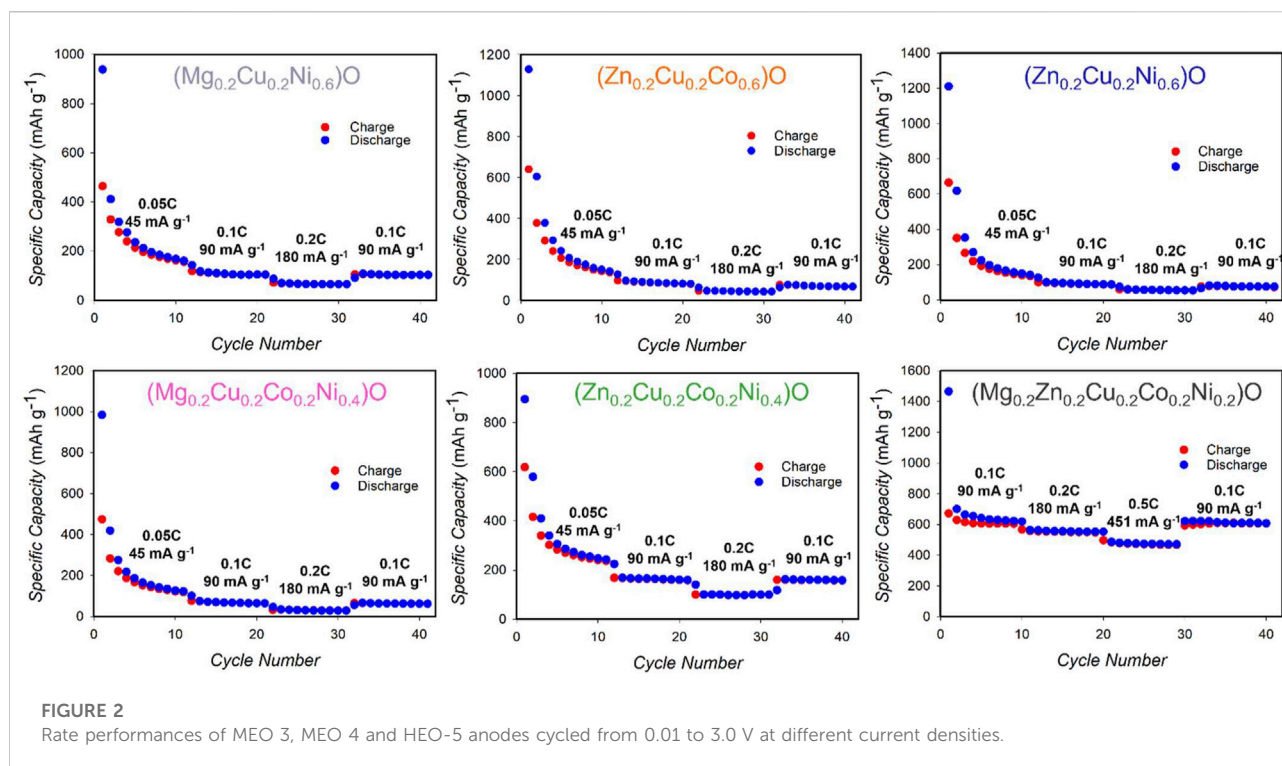 (Mg0.2Cu0.2Ni0.6)O
Specific Capacity (mAh g-1)
1000
800
600
400
200
0
Charge
Discharge
0.05C
45 mA g-1
0.1C
90 mA g-1
0.2C
180 mA g-1
0.1C
90 mA g-1
0 10 20 30 40
Cycle Number
(Zn0.2Cu0.2Co0.6)O
Specific Capacity (mAh g-1)
1200
1000
800
600
400
200
0
Charge
Discharge
0.05C
45 mA g-1
0.1C
90 mA g-1
0.2C
180 mA g-1
0.1C
90 mA g-1
0 10 20 30 40
Cycle Number
(Zn0.2Cu0.2Ni0.6)O
Specific Capacity (mAh g-1)
1400
1200
1000
800
600
400
200
0
Charge
Discharge
0.05C
45 mA g-1
0.1C
90 mA g-1
0.2C
180 mA g-1
0.1C
90 mA g-1
0 10 20 30 40
Cycle Number
(Mg0.2Cu0.2Co0.2Ni0.4)O
Specific Capacity (mAh g-1)
1200
1000
800
600
400
200
0
Charge
Discharge
0.05C
45 mA g-1
0.1C
90 mA g-1
0.2C
180 mA g-1
0.1C
90 mA g-1
0 10 20 30 40
Cycle Number
(Zn0.2Cu0.2Co0.2Ni0.4)O
Specific Capacity (mAh g-1)
1000
800
600
400
200
0
Charge
Discharge
0.05C
45 mA g-1
0.1C
90 mA g-1
0.2C
180 mA g-1
0.1C
90 mA g-1
0 10 20 30 40
Cycle Number
(Mg0.2Zn0.2Cu0.2Co0.2Ni0.2)O
Specific Capacity (mAh g-1)
1600
1400
1200
1000
800
600
400
200
0
Charge
Discharge
0.1C
90 mA g-1
0.2C
180 mA g-1
0.5C
451 mA g-1
0.1C
90 mA g-1
0 10 20 30 40
Cycle Number
FIGURE 2
Rate performances of MEO 3, MEO 4 and HEO-5 anodes cycled from 0.01 to 3.0 V at different current densities.